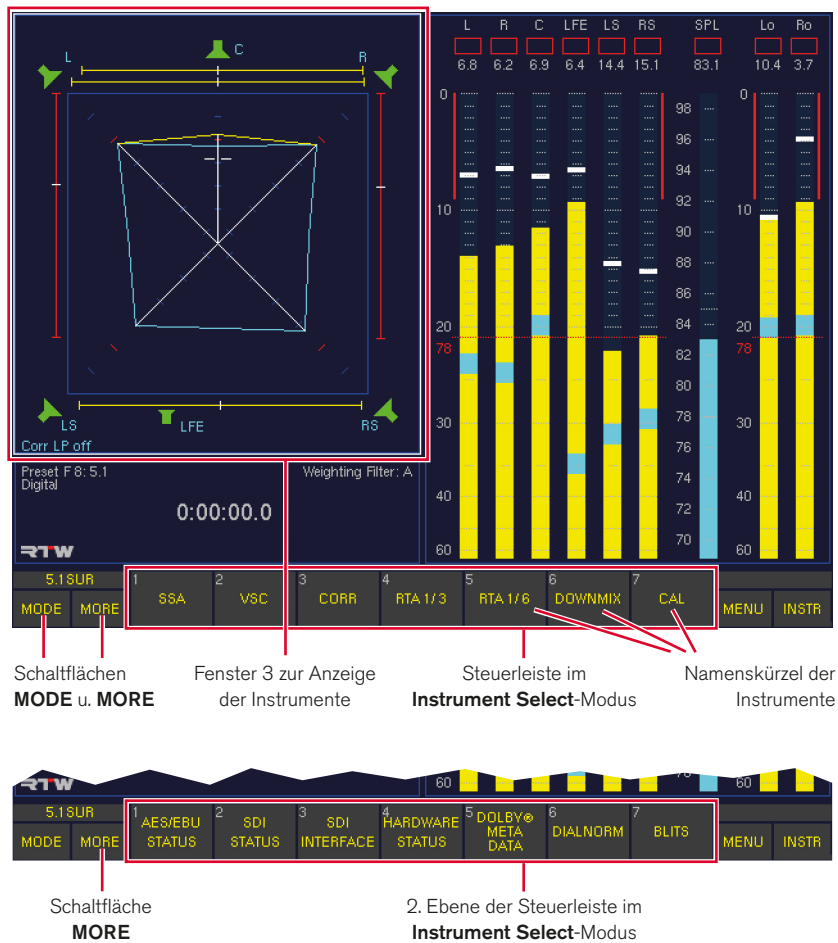 L R C LFE LS RS SPL Lo Ro
6.8 6.2 6.9 6.4 14.4 15.1 83.1 10.4 3.7
L C R
LS LFE RS
Corr LP off
0 10 20 78 30 40 60
98 96 94 92 90 88 86 84 82 80 78 76 74 72 70
0 10 20 78 30 40 60
Preset F 8: 5.1 Weighting Filter: A
Digital
0:00:00.0
RTW
5.1SUR
MODE MORE
1 SSA
2 VSC
3 CORR
4 RTA 1/3
5 RTA 1/6
6 DOWNMIX
7 CAL
MENU INSTR
Schaltflächen
MODE u. MORE
Fenster 3 zur Anzeige
der Instrumente
Steuerleiste im
Instrument Select-Modus
Namenskürzel der
Instrumente
RTW
60 70 60
5.1SUR
MODE MORE
1 AES/EBU
STATUS
2 SDI
STATUS
3 SDI
INTERFACE
4 HARDWARE
STATUS
5 DOLBY®
META
DATA
6 DIALNORM
7 BLITS
MENU INSTR
Schaltfläche
MORE
2. Ebene der Steuerleiste im
Instrument Select-Modus